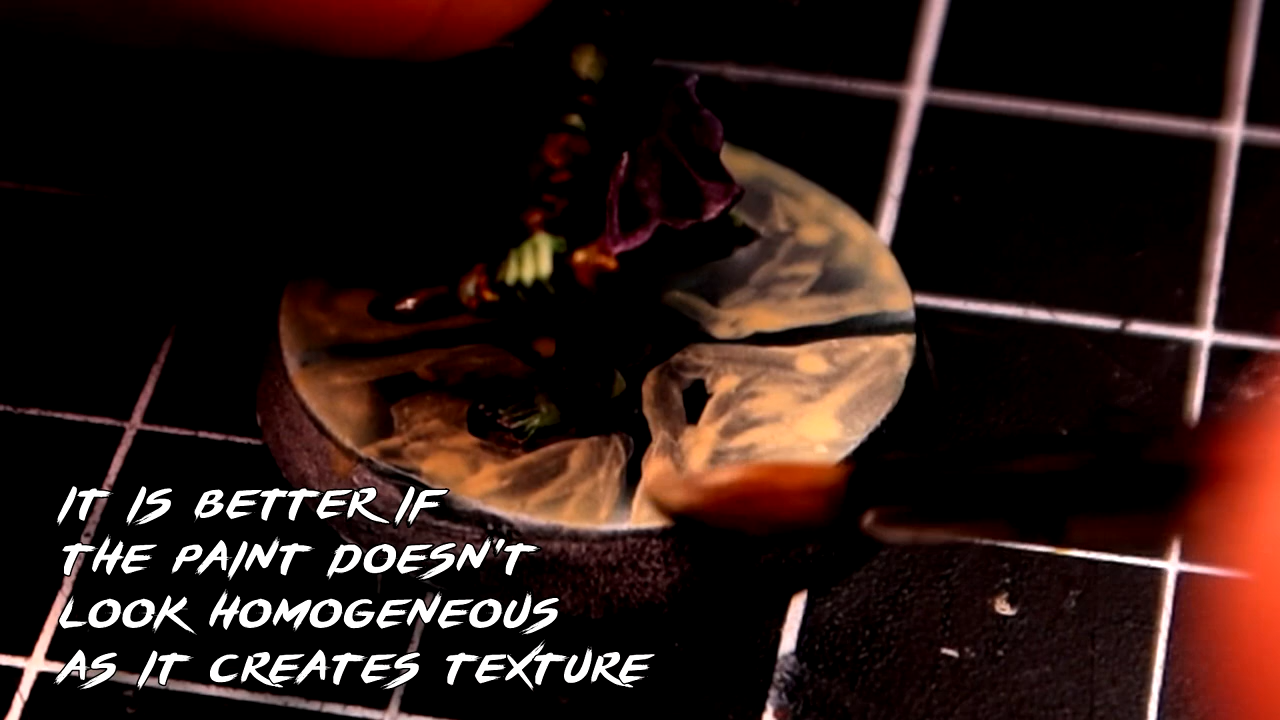 IT IS BETTER IF
THE PAINT DOESN'T
LOOK HOMOGENEOUS
AS IT CREATES TEXTURE